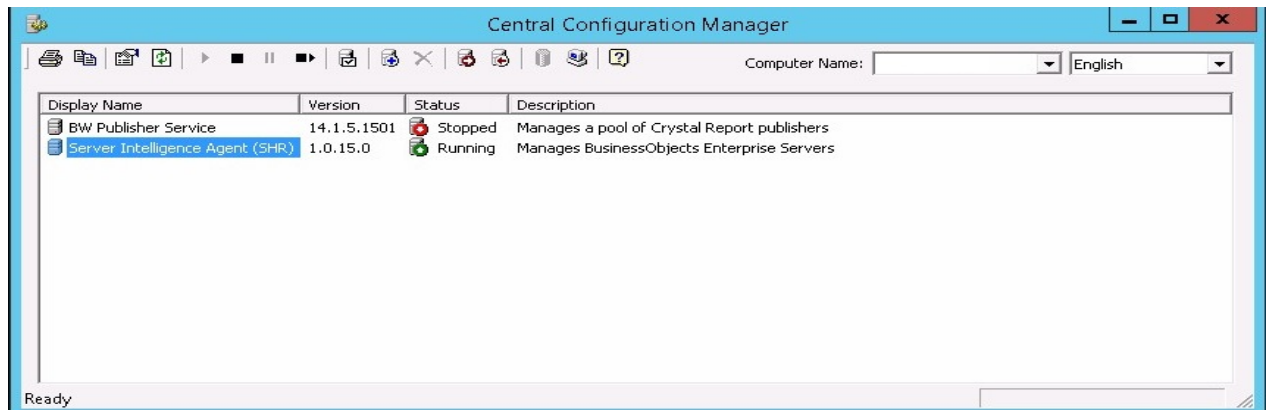 Central Configuration Manager
Computer Name: English
Display Name Version Status Description
BW Publisher Service 14.1.5.1501 Stopped Manages a pool of Crystal Report publishers
Server Intelligence Agent (SHR) 1.0.15.0 Running Manages BusinessObjects Enterprise Servers
Ready